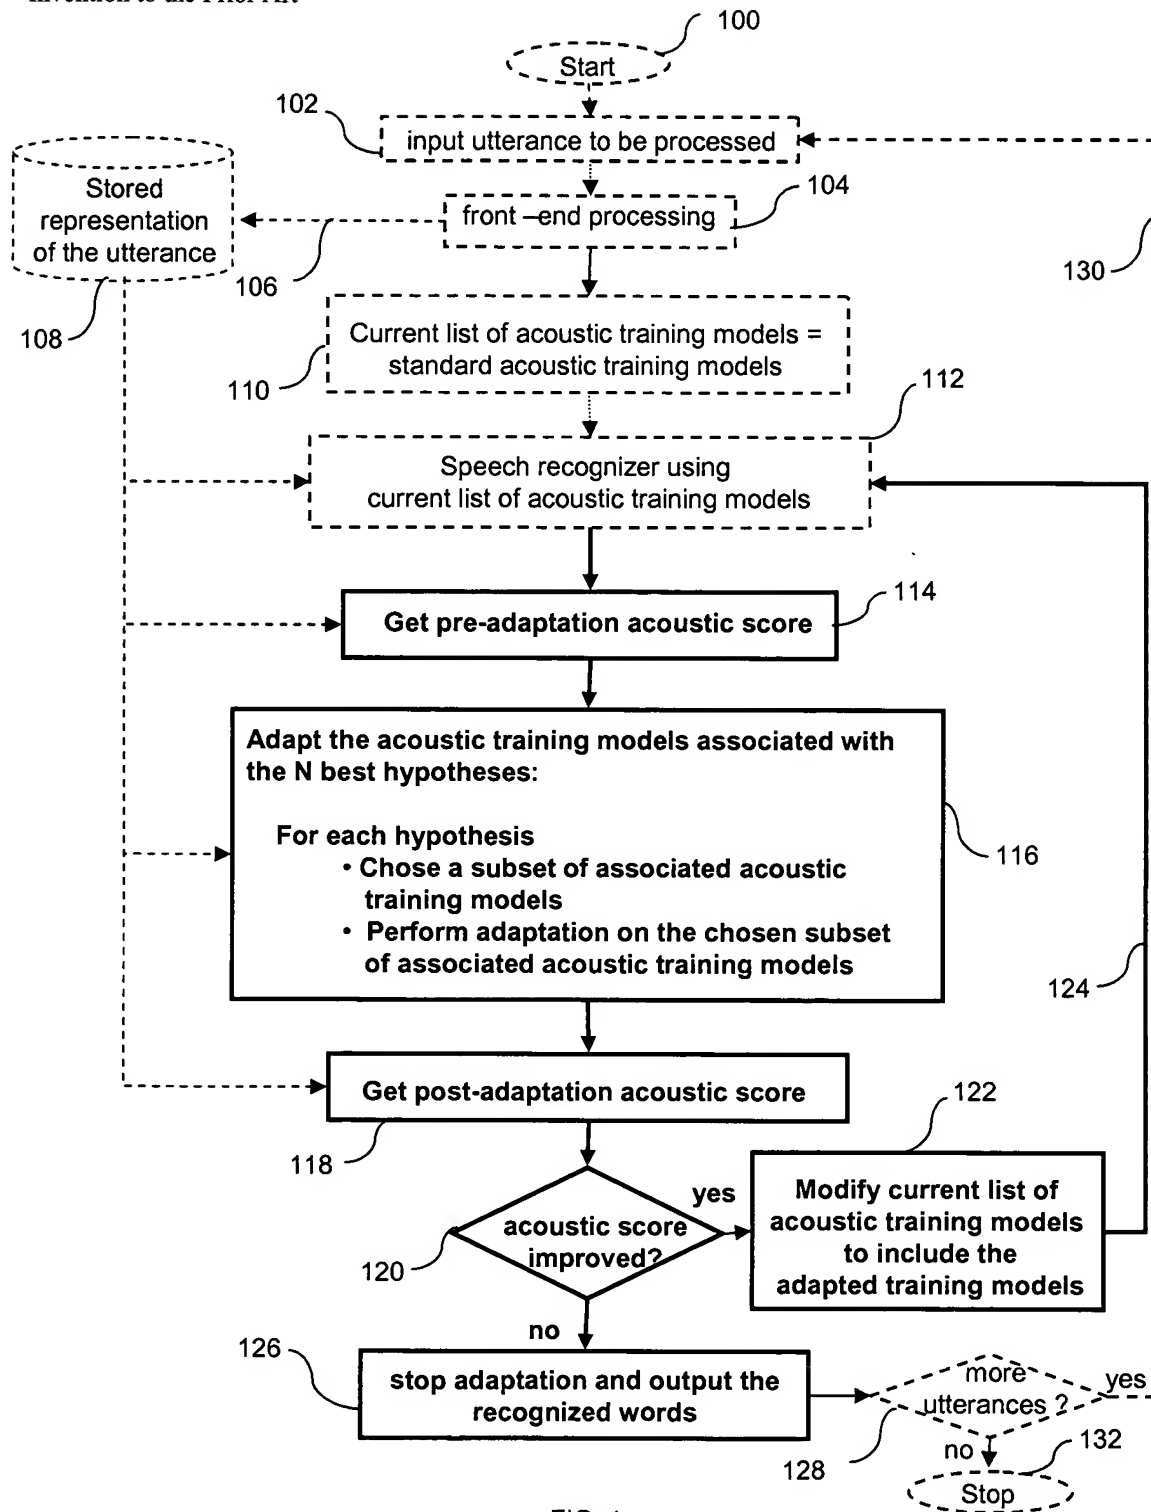 100
Start
102
input utterance to be processed
104
Stored
representation
of the utterance
front –end processing
106
130
108
Current list of acoustic training models =
standard acoustic training models
110
112
Speech recognizer using
current list of acoustic training models
114
Get pre-adaptation acoustic score
Adapt the acoustic training models associated with
the N best hypotheses:
For each hypothesis
• Chose a subset of associated acoustic
training models
• Perform adaptation on the chosen subset
of associated acoustic training models
116
124
Get post-adaptation acoustic score
118
122
yes
Modify current list of
acoustic training models
to include the
adapted training models
acoustic score
improved?
120
no
126
stop adaptation and output the
recognized words
more
utterances ?
yes
128
no
132
Stop